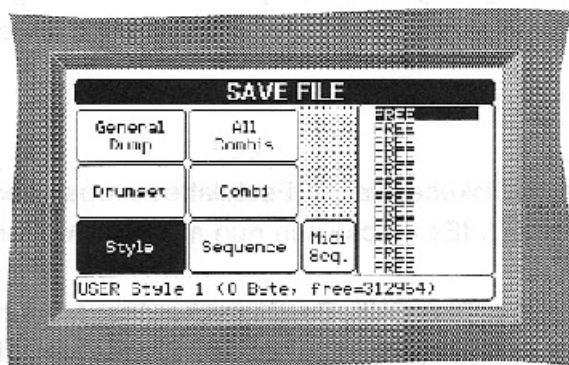 SAVE FILE
General
Dump
All
Combis
Drumset
Combi
Style
Sequence
Midi
Seq.
FREE
FREE
FREE
FREE
FREE
FREE
FREE
FREE
FREE
FREE
FREE
FREE
USER Style 1 (0 Byte, free=312964)